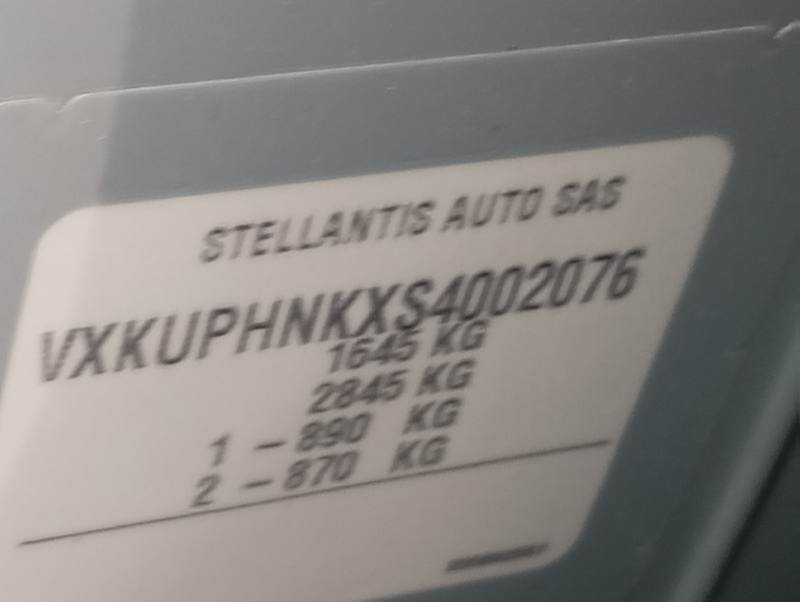 STELLANTIS AUTO SAS
VXKUPHNKXS4002076
1645 KG
2845 KG
1 – 890 KG
2 – 870 KG